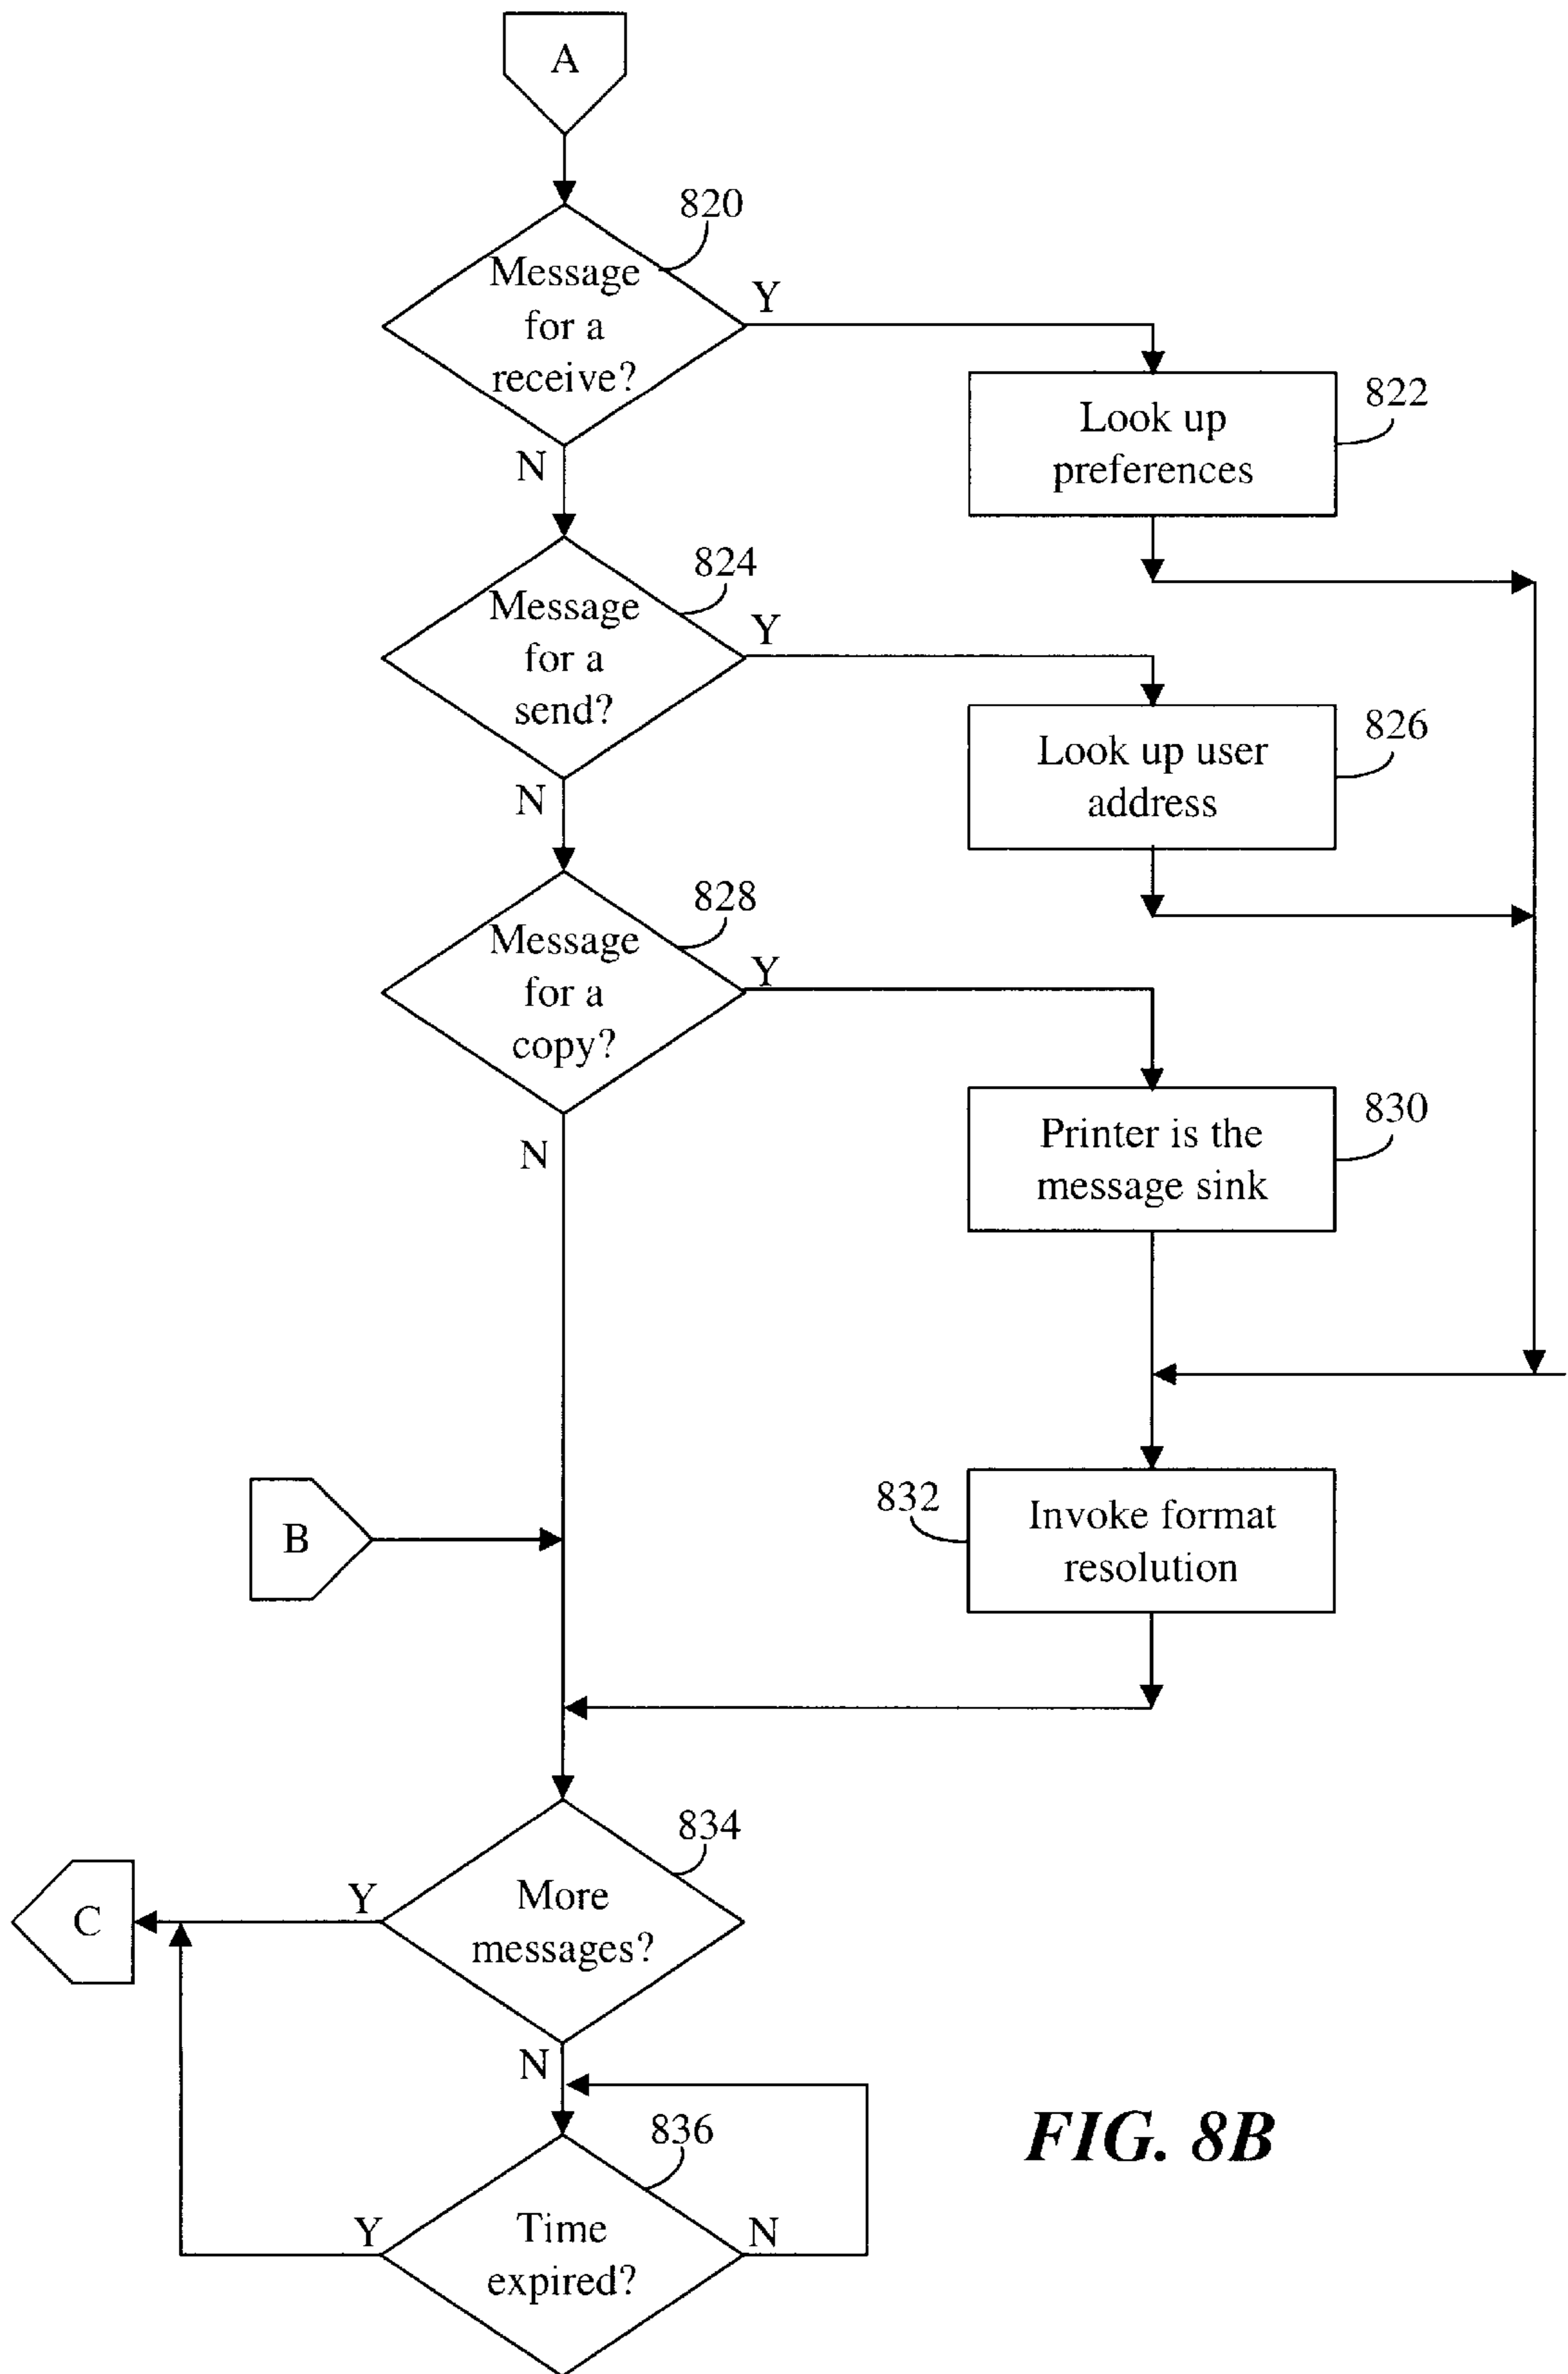 A
820
Message
for a
receive?
Y
N
822
Look up
preferences
824
Message
for a
send?
Y
N
826
Look up user
address
828
Message
for a
copy?
Y
N
830
Printer is the
message sink
B
832
Invoke format
resolution
834
More
messages?
Y
C
N
836
Time
expired?
Y
N
FIG. 8B